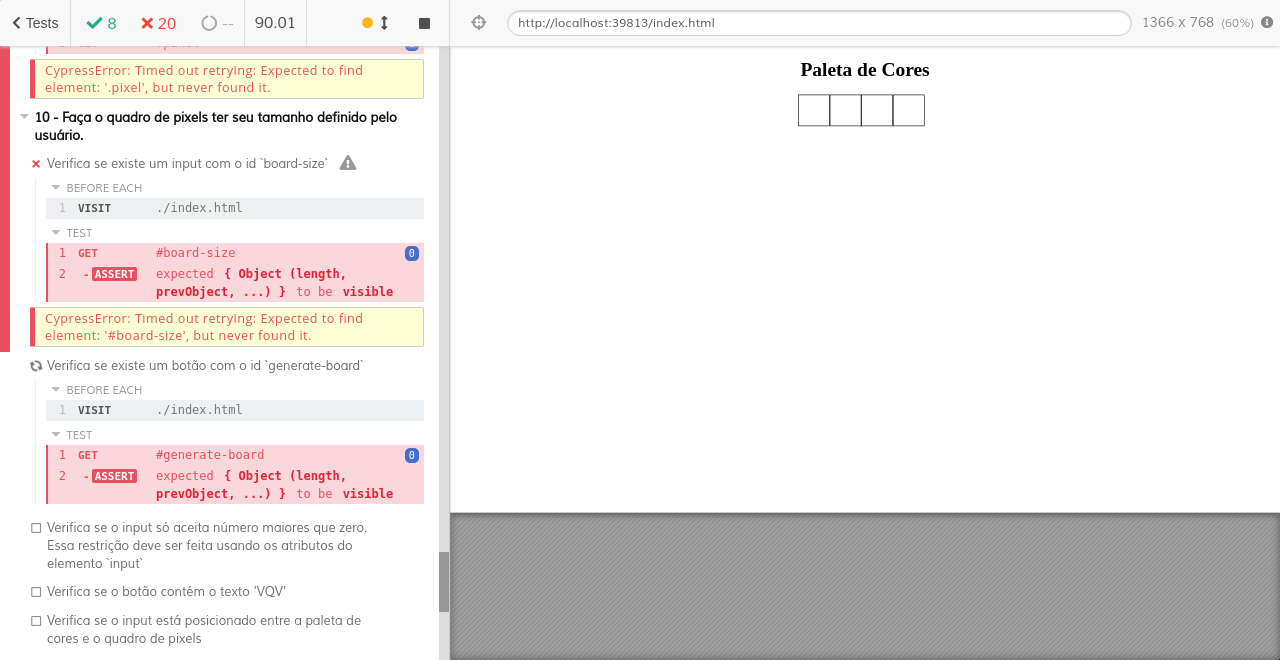 Tests 8 20 -- 90.01 http://localhost:39813/index.html 1366 x 768 (60%)
CypressError: Timed out retrying: Expected to find
element: '.pixel', but never found it.
10 - Faça o quadro de pixels ter seu tamanho definido pelo
usuário.
Verifica se existe um input com o id `board-size`
BEFORE EACH
1 VISIT ./index.html
TEST
1 GET #board-size 0
2 -ASSERT expected { Object (length,
prevObject, ...) } to be visible
CypressError: Timed out retrying: Expected to find
element: '#board-size', but never found it.
Verifica se existe um botão com o id `generate-board`
BEFORE EACH
1 VISIT ./index.html
TEST
1 GET #generate-board 0
2 -ASSERT expected { Object (length,
prevObject, ...) } to be visible
Verifica se o input só aceita número maiores que zero.
Essa restrição deve ser feita usando os atributos do
elemento `input`
Verifica se o botão contém o texto 'VQV'
Verifica se o input está posicionado entre a paleta de
cores e o quadro de pixels
Paleta de Cores